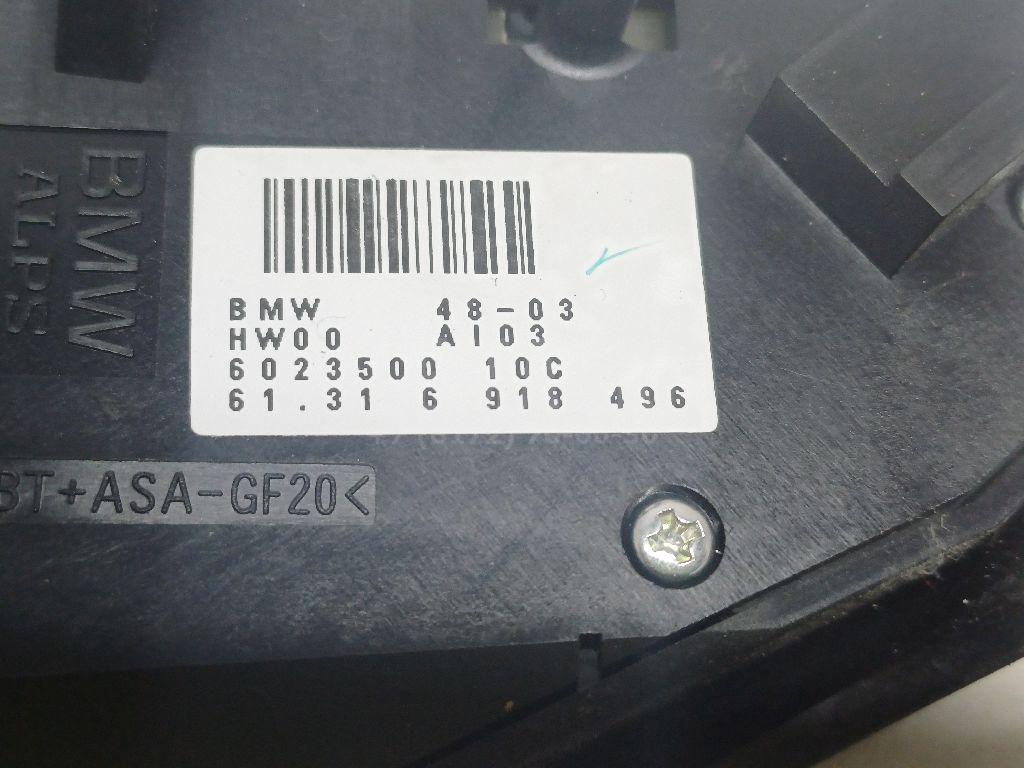 BMW
ALPS
BMW 48-03
HW00 AI03
6023500 10C
61.31 6 918 496
BT+ASA-GF20<